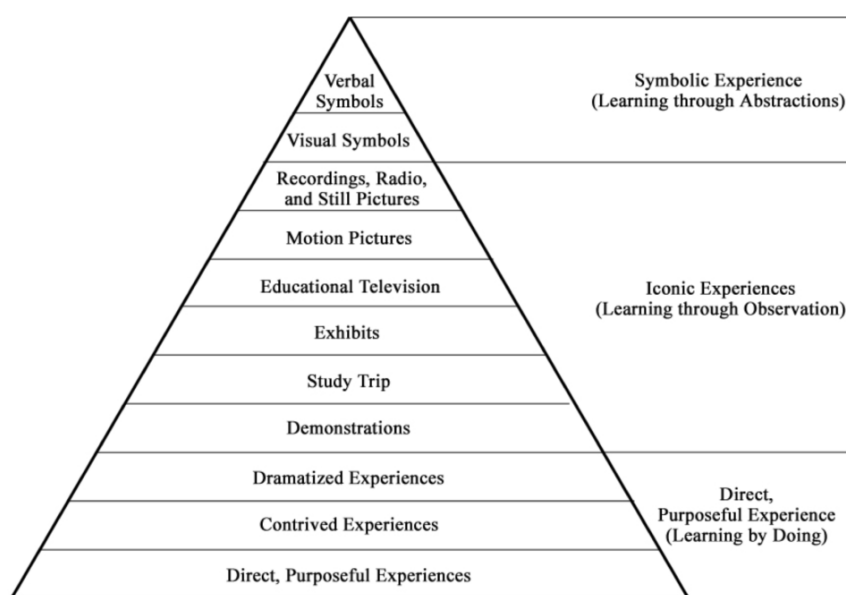 Verbal
Symbols
Visual Symbols
Recordings, Radio,
and Still Pictures
Motion Pictures
Educational Television
Exhibits
Study Trip
Demonstrations
Dramatized Experiences
Contrived Experiences
Direct, Purposeful Experiences
Symbolic Experience
(Learning through Abstractions)
Iconic Experiences
(Learning through Observation)
Direct,
Purposeful Experience
(Learning by Doing)